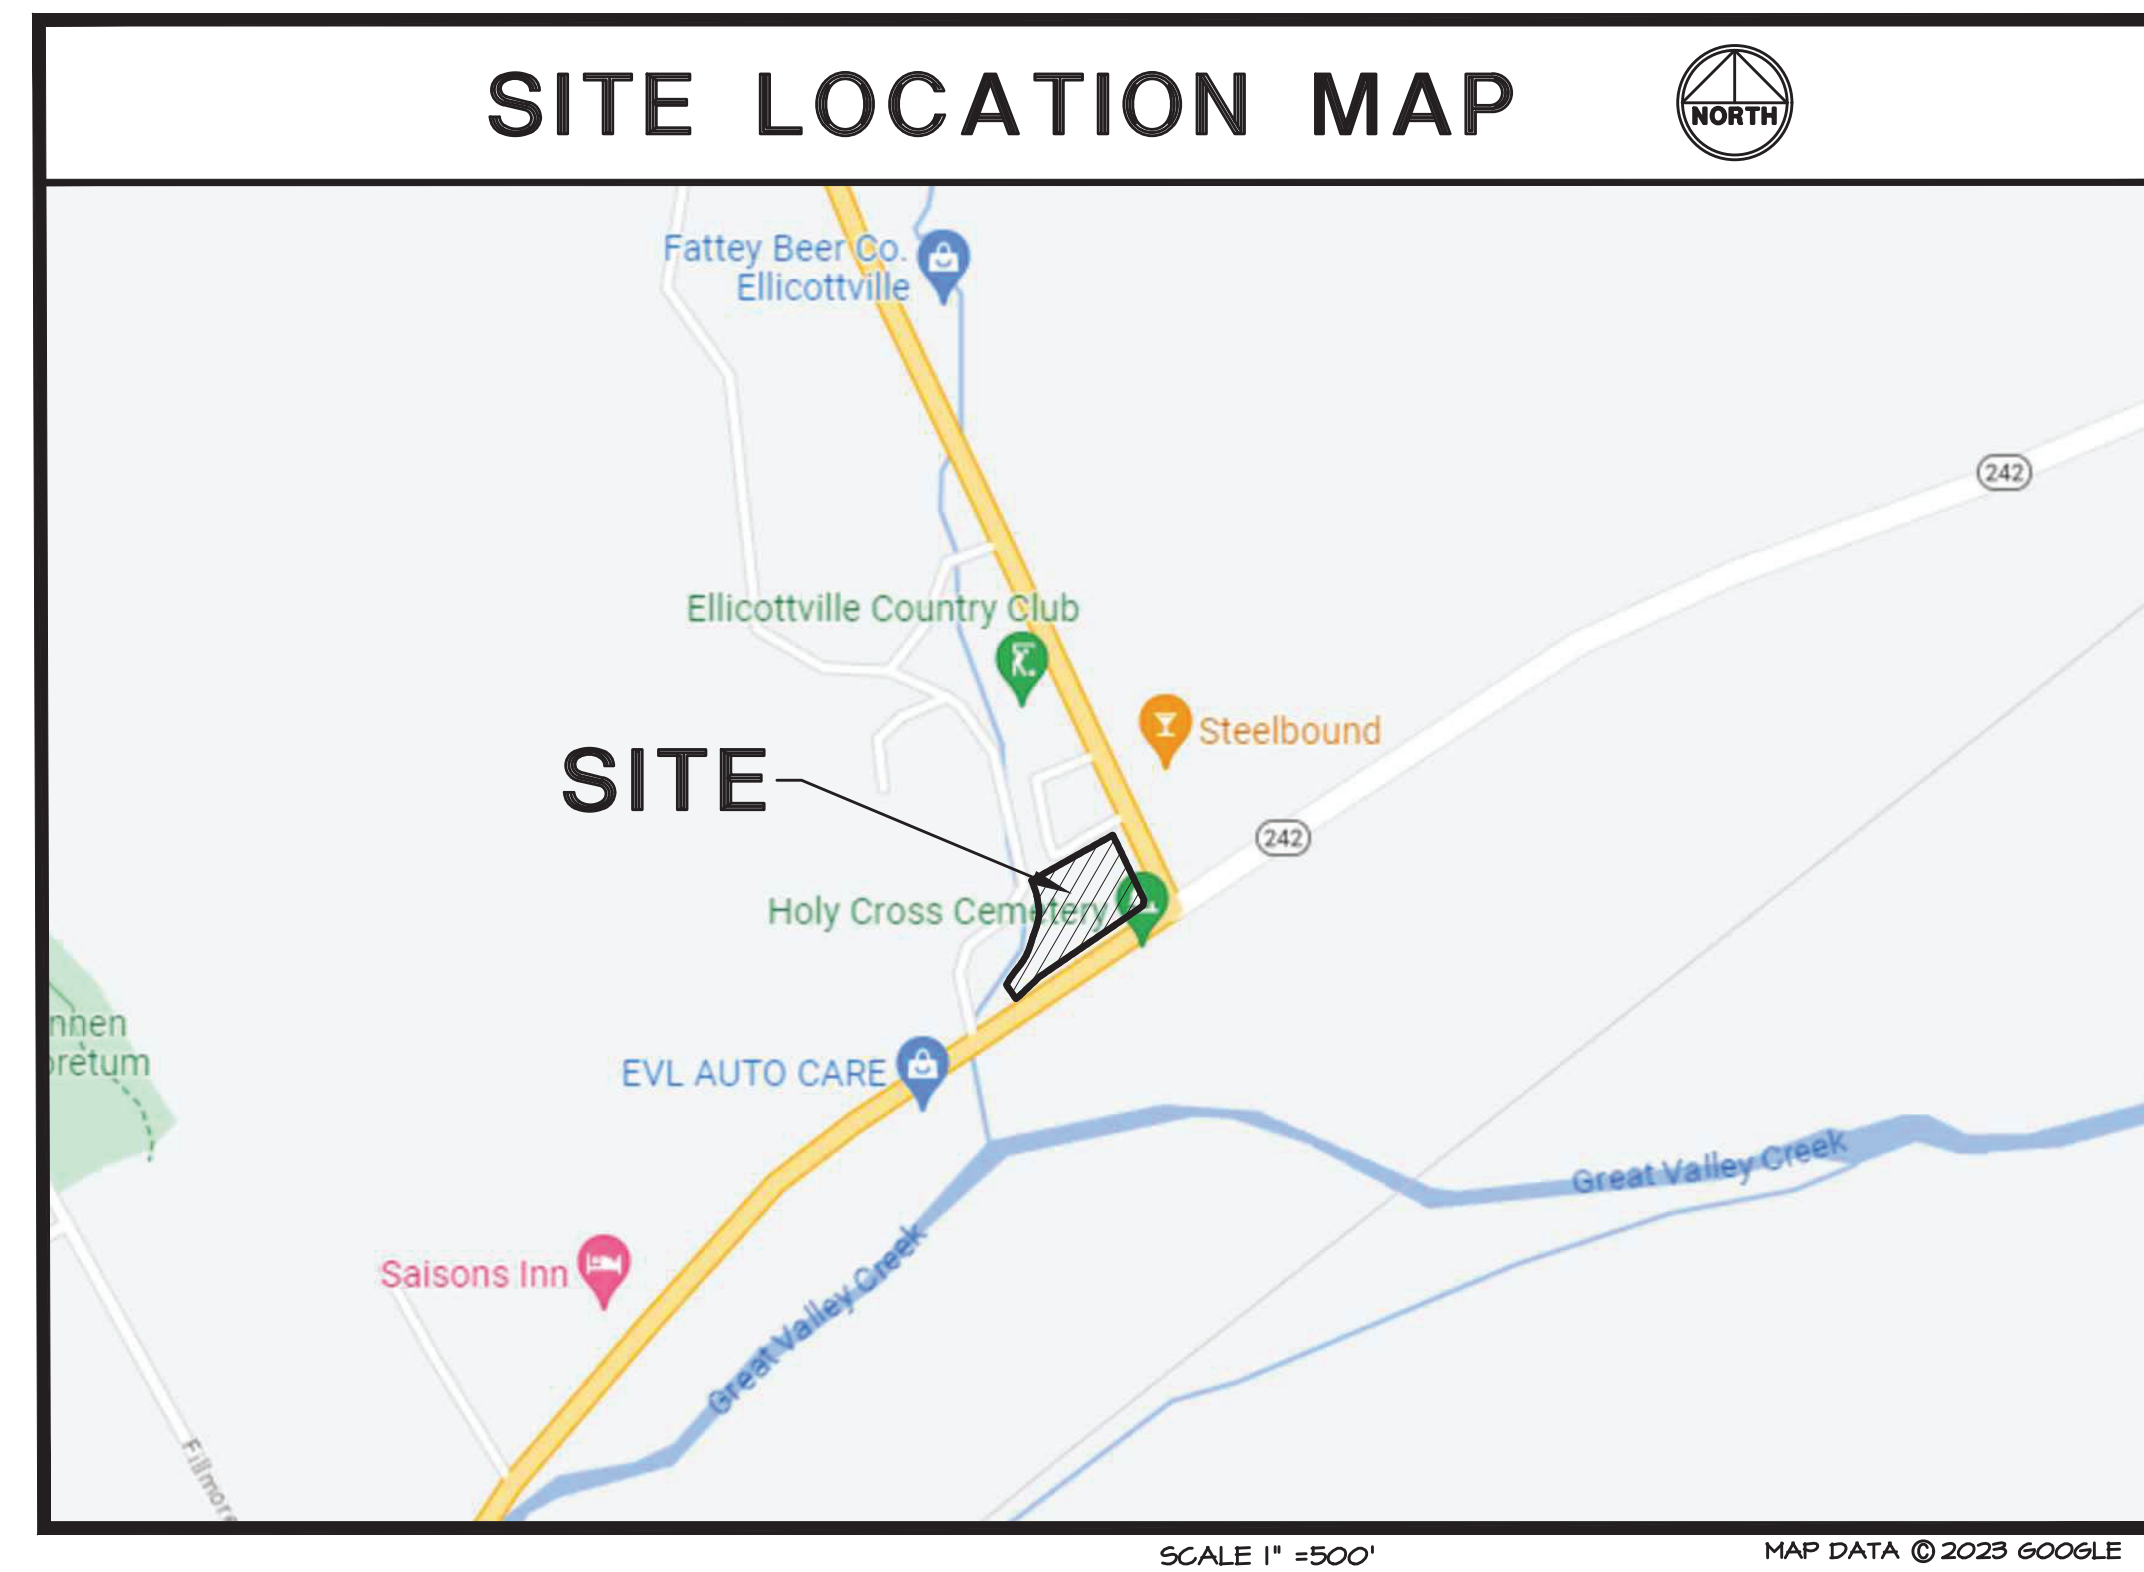 SITE LOCATION MAP
NORTH
Fattey Beer Co.
Ellicottville
242
Ellicottville Country Club
Steelbound
SITE
242
Holy Cross Cemetery
nnen
oretum
EVL AUTO CARE
Great Valley Creek
Saisons Inn
Great Valley Creek
Fillmore
SCALE 1" =500'
MAP DATA © 2023 GOOGLE